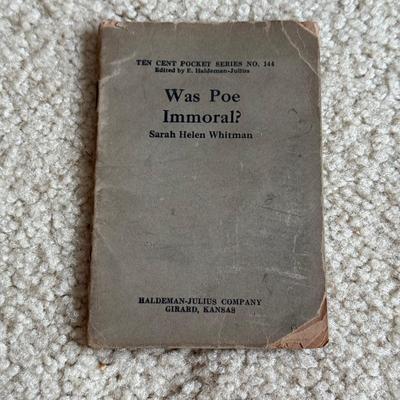 TEN CENT POCKET SERIES NO. 144
Edited by E. Haldeman-Julius
Was Poe
Immoral?
Sarah Helen Whitman
HALDEMAN-JULIUS COMPANY
GIRARD, KANSAS